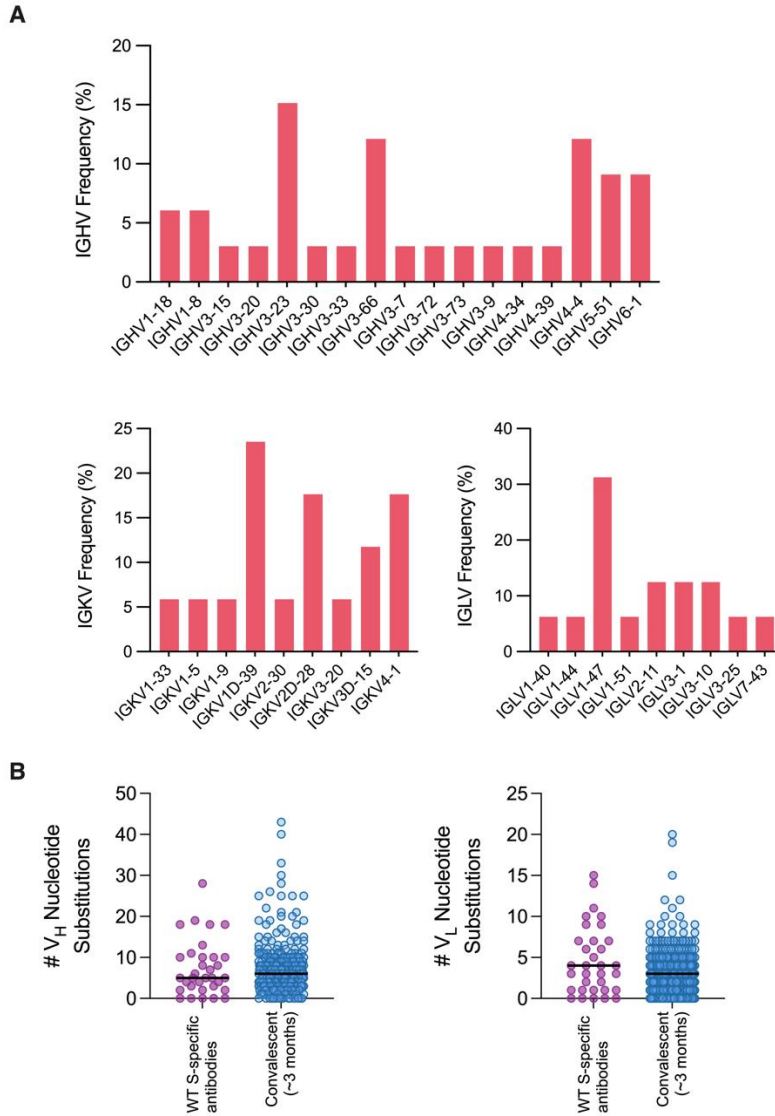 A
IGHV Frequency (%)
20
15
10
5
0
IGHV1-18
IGHV1-8
IGHV3-15
IGHV3-20
IGHV3-23
IGHV3-30
IGHV3-33
IGHV3-66
IGHV3-7
IGHV3-72
IGHV3-73
IGHV3-9
IGHV4-34
IGHV4-39
IGHV4-4
IGHV5-51
IGHV6-1
IGKV Frequency (%)
25
20
15
10
5
0
IGKV1-33
IGKV1-5
IGKV1-9
IGKV1D-39
IGKV2-30
IGKV2D-28
IGKV3-20
IGKV3D-15
IGKV4-1
IGLV Frequency (%)
40
30
20
10
0
IGLV1-40
IGLV1-44
IGLV1-47
IGLV1-51
IGLV2-11
IGLV3-1
IGLV3-10
IGLV3-25
IGLV7-43
B
# VH Nucleotide
Substitutions
50
40
30
20
10
0
WT S-specific
antibodies
Convalescent
(~3 months)
# VL Nucleotide
Substitutions
25
20
15
10
5
0
WT S-specific
antibodies
Convalescent
(~3 months)